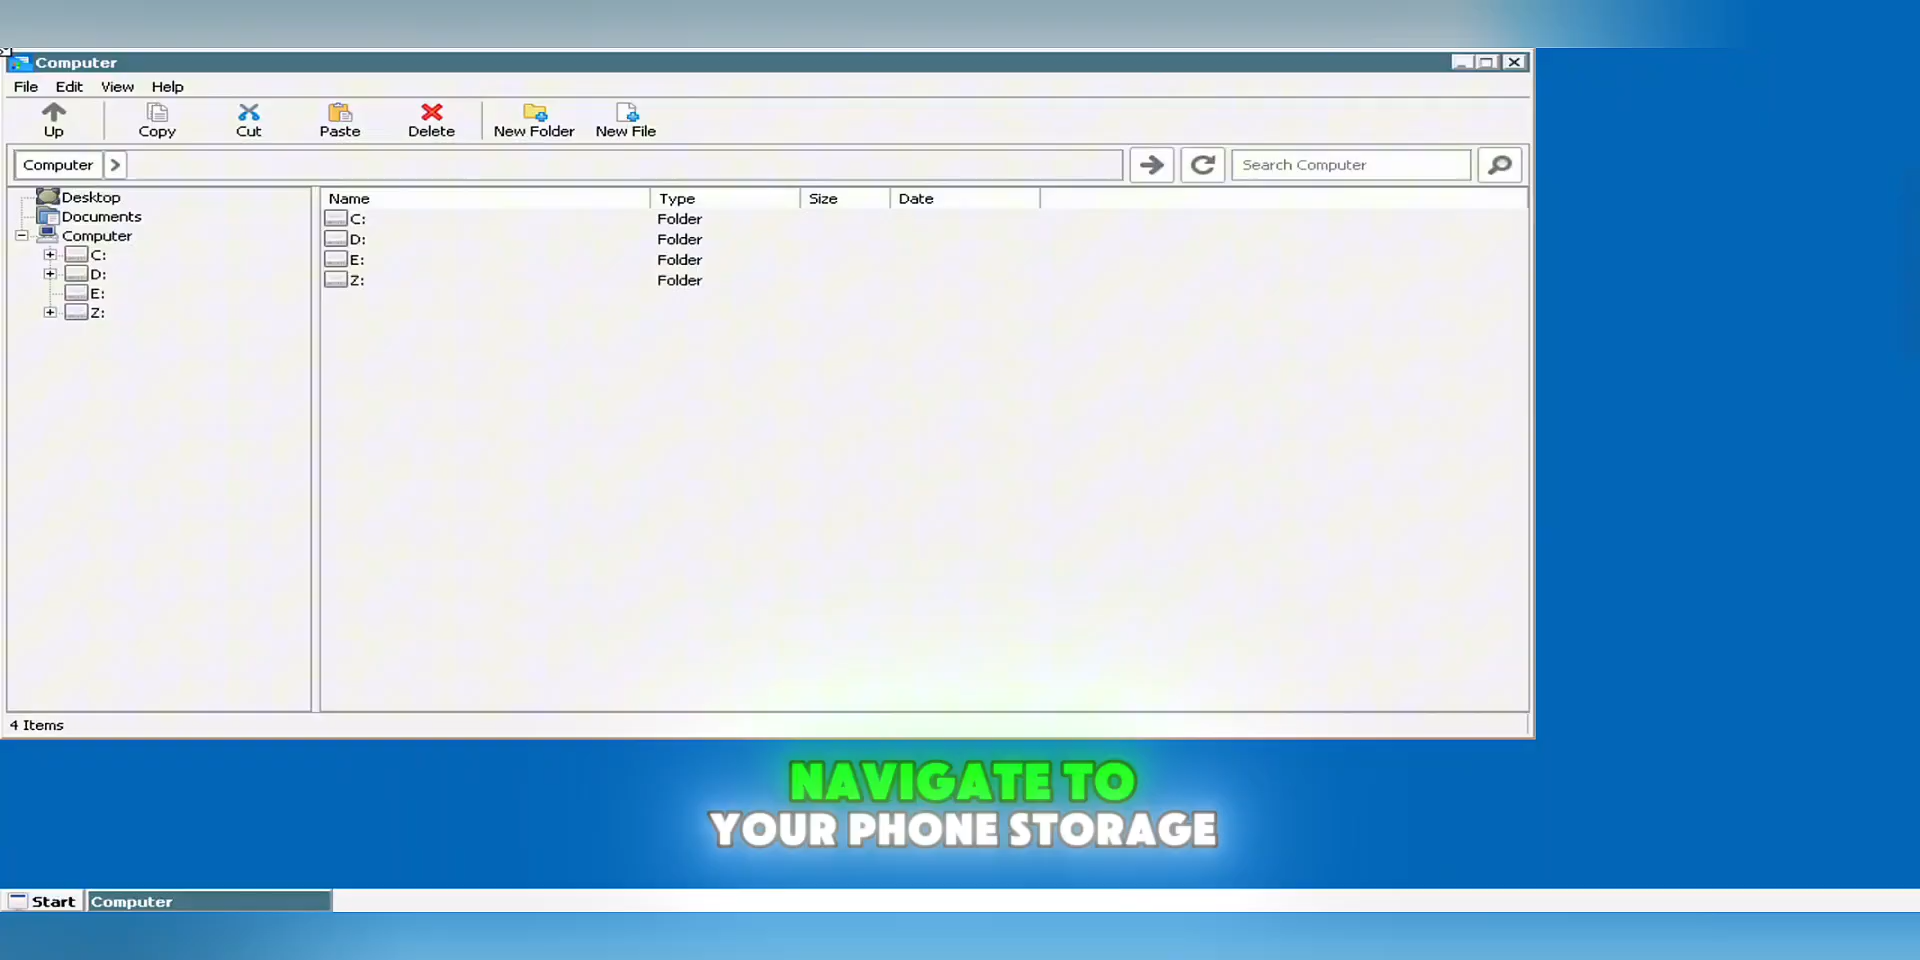 Computer
File Edit View Help
Up Copy Cut Paste Delete New Folder New File
Computer Search Computer
Desktop
Documents
Computer
C:
D:
E:
Z:
Name Type Size Date
C: Folder
D: Folder
E: Folder
Z: Folder
4 Items
NAVIGATE TO
YOUR PHONE STORAGE
Start Computer